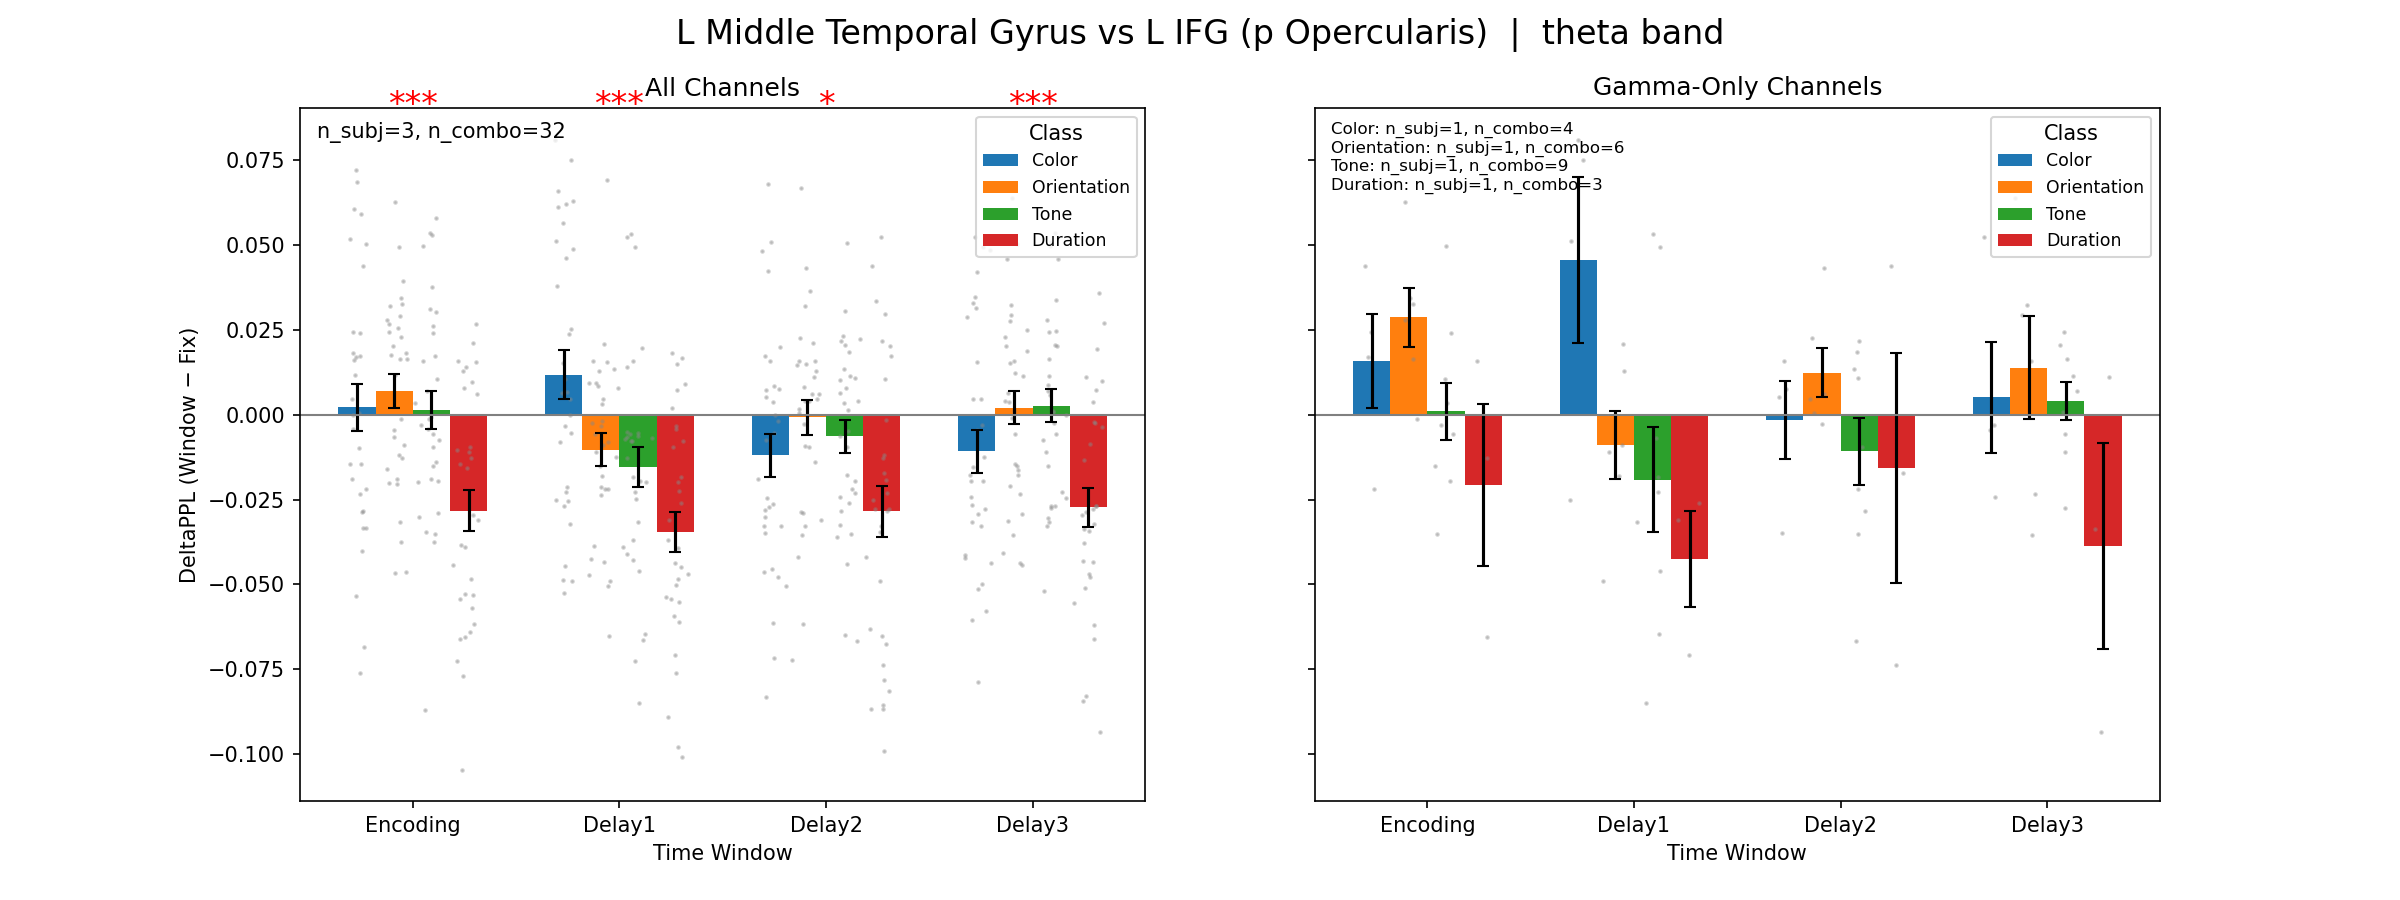 L Middle Temporal Gyrus vs L IFG (p Opercularis) | theta band
All Channels
*** *** * ***
n_subj=3, n_combo=32
Class
Color
Orientation
Tone
Duration
DeltaPPL (Window − Fix)
0.075
0.050
0.025
0.000
−0.025
−0.050
−0.075
−0.100
Encoding Delay1 Delay2 Delay3
Time Window
Gamma-Only Channels
Color: n_subj=1, n_combo=4
Orientation: n_subj=1, n_combo=6
Tone: n_subj=1, n_combo=9
Duration: n_subj=1, n_combo=3
Class
Color
Orientation
Tone
Duration
Encoding Delay1 Delay2 Delay3
Time Window